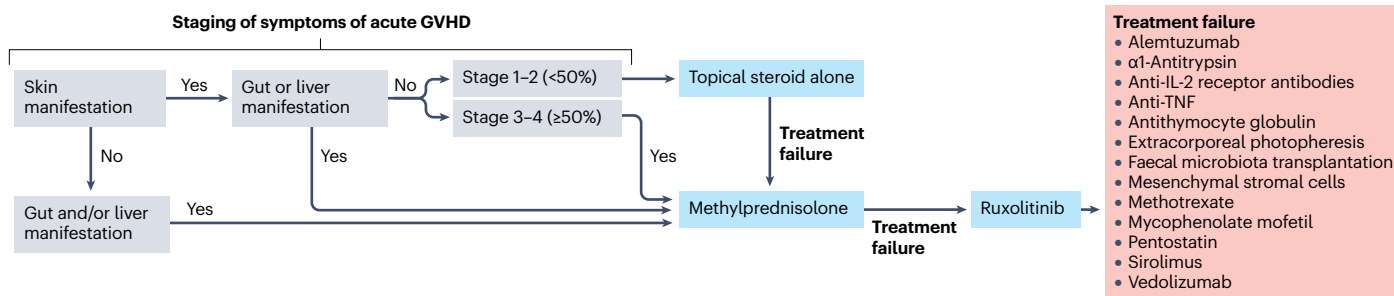 Staging of symptoms of acute GVHD
Skin
manifestation
Yes
Gut or liver
manifestation
No
Stage 1–2 (<50%)
Stage 3–4 (≥50%)
Topical steroid alone
Treatment
failure
No
Yes
Yes
Gut and/or liver
manifestation
Yes
Methylprednisolone
Treatment
failure
Ruxolitinib
Treatment failure
• Alemtuzumab
• α1-Antitrypsin
• Anti-IL-2 receptor antibodies
• Anti-TNF
• Antithymocyte globulin
• Extracorporeal photopheresis
• Faecal microbiota transplantation
• Mesenchymal stromal cells
• Methotrexate
• Mycophenolate mofetil
• Pentostatin
• Sirolimus
• Vedolizumab